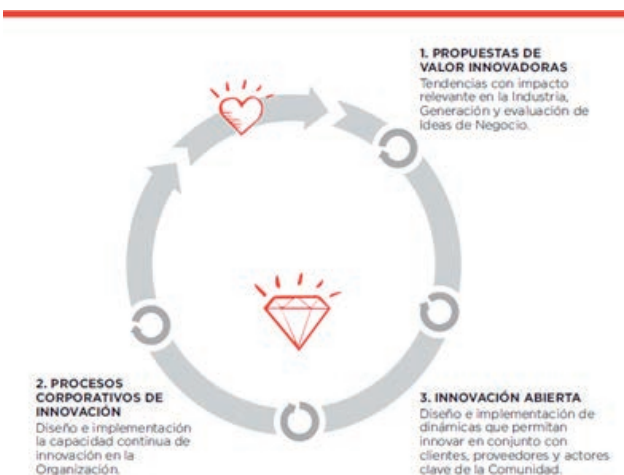 1. PROPUESTAS DE
VALOR INNOVADORAS
Tendencias con impacto
relevante en la Industria,
Generación y evaluación de
Ideas de Negocio.
2. PROCESOS
CORPORATIVOS DE
INNOVACIÓN
Diseño e implementación
la capacidad continua de
innovación en la
Organización.
3. INNOVACIÓN ABIERTA
Diseño e implementación de
dinámicas que permitan
innovar en conjunto con
clientes, proveedores y actores
clave de la Comunidad.